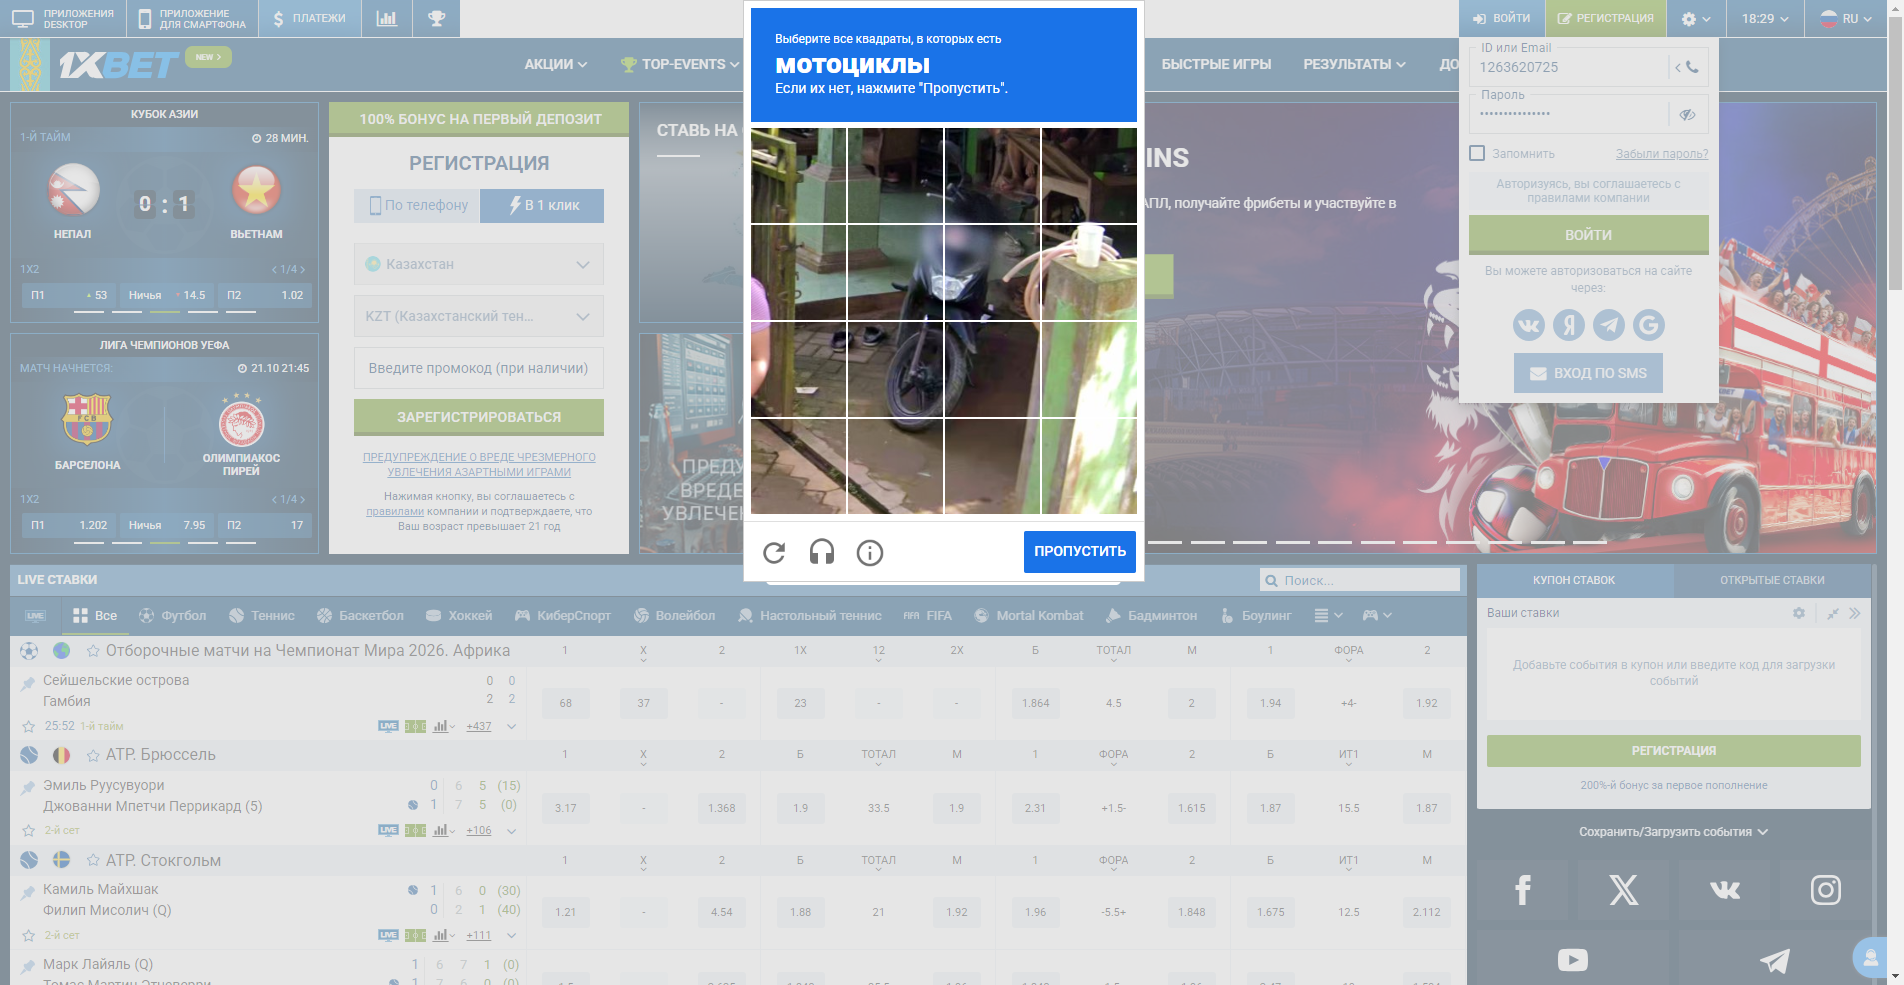 ПРИЛОЖЕНИЯ
DESKTOP
ПРИЛОЖЕНИЕ
ДЛЯ СМАРТФОНА
ПЛАТЕЖИ
ВОЙТИ
РЕГИСТРАЦИЯ
18:29
RU
1XBET
NEW >
АКЦИИ
TOP-EVENTS
БЫСТРЫЕ ИГРЫ
РЕЗУЛЬТАТЫ
ДО
Выберите все квадраты, в которых есть
мотоциклы
Если их нет, нажмите "Пропустить".
ПРОПУСТИТЬ
ID или Email
1263620725
Пароль
Запомнить
Забыли пароль?
Авторизуясь, вы соглашаетесь с
правилами компании
ВОЙТИ
Вы можете авторизоваться на сайте
через:
ВХОД ПО SMS
КУБОК АЗИИ
1-Й ТАЙМ
28 МИН.
0 : 1
НЕПАЛ
ВЬЕТНАМ
1X2
< 1/4 >
П1 53
Ничья 14.5
П2 1.02
ЛИГА ЧЕМПИОНОВ УЕФА
МАТЧ НАЧНЕТСЯ:
21.10 21:45
FCB
БАРСЕЛОНА
ОЛИМПИАКОС
ПИРЕЙ
1X2
< 1/4 >
П1 1.202
Ничья 7.95
П2 17
100% БОНУС НА ПЕРВЫЙ ДЕПОЗИТ
РЕГИСТРАЦИЯ
По телефону
В 1 клик
Казахстан
KZT (Казахстанский тен...
Введите промокод (при наличии)
ЗАРЕГИСТРИРОВАТЬСЯ
ПРЕДУПРЕЖДЕНИЕ О ВРЕДЕ ЧРЕЗМЕРНОГО
УВЛЕЧЕНИЯ АЗАРТНЫМИ ИГРАМИ
Нажимая кнопку, вы соглашаетесь с
правилами компании и подтверждаете, что
Ваш возраст превышает 21 год
СТАВЬ НА
ПРЕДУ
ВРЕДЕ
УВЛЕЧЕН
INS
АПЛ, получайте фрибеты и участвуйте в
LIVE СТАВКИ
Поиск...
LIVE
Все
Футбол
Теннис
Баскетбол
Хоккей
КиберСпорт
Волейбол
Настольный теннис
FIFA FIFA
Mortal Kombat
Бадминтон
Боулинг
Отборочные матчи на Чемпионат Мира 2026. Африка
1 X 2 1X 12 2X Б ТОТАЛ М 1 ФОРА 2
Сейшельские острова 0 0
Гамбия 2 2
68 37 - 23 - - 1.864 4.5 2 1.94 +4- 1.92
25:52 1-й тайм
LIVE
+437
ATP. Брюссель
1 X 2 Б ТОТАЛ М 1 ФОРА 2 Б ИТ1 М
Эмиль Руусувуори 0 6 5 (15)
Джованни Мпетчи Перрикард (5) 1 7 5 (0)
3.17 - 1.368 1.9 33.5 1.9 2.31 +1.5- 1.615 1.87 15.5 1.87
2-й сет
LIVE
+106
ATP. Стокгольм
1 X 2 Б ТОТАЛ М 1 ФОРА 2 Б ИТ1 М
Камиль Майхшак 1 6 0 (30)
Филип Мисолич (Q) 0 2 1 (40)
1.21 - 4.54 1.88 21 1.92 1.96 -5.5+ 1.848 1.675 12.5 2.112
2-й сет
LIVE
+111
Марк Лайяль (Q) 1 6 7 1 (0)
КУПОН СТАВОК
ОТКРЫТЫЕ СТАВКИ
Ваши ставки
Добавьте события в купон или введите код для загрузки
событий
РЕГИСТРАЦИЯ
200%-й бонус за первое пополнение
Сохранить/Загрузить события